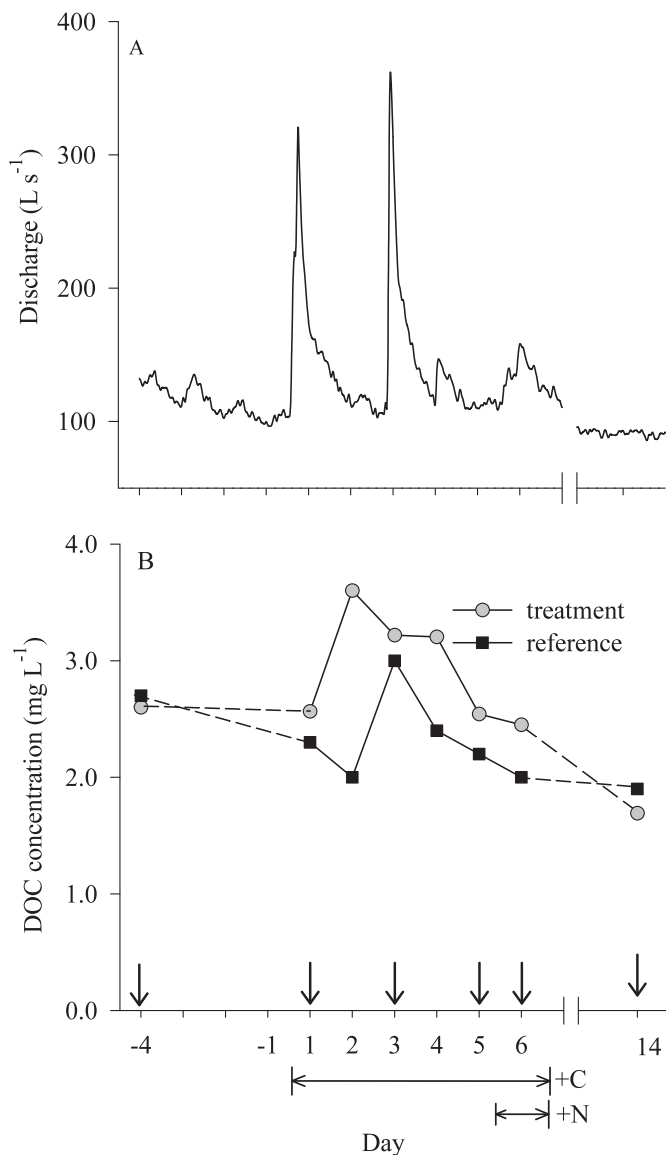 400
A
300
200
100
Discharge (L s⁻¹)
4.0
B
3.0
2.0
1.0
0.0
DOC concentration (mg L⁻¹)
treatment
reference
-4 -1 1 2 3 4 5 6 14
+C
+N
Day